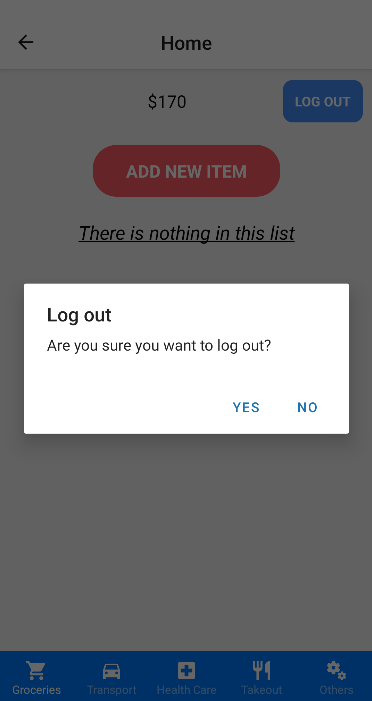 Home
$170
LOG OUT
ADD NEW ITEM
There is nothing in this list
Log out
Are you sure you want to log out?
YES
NO
Groceries
Transport
Health Care
Takeout
Others